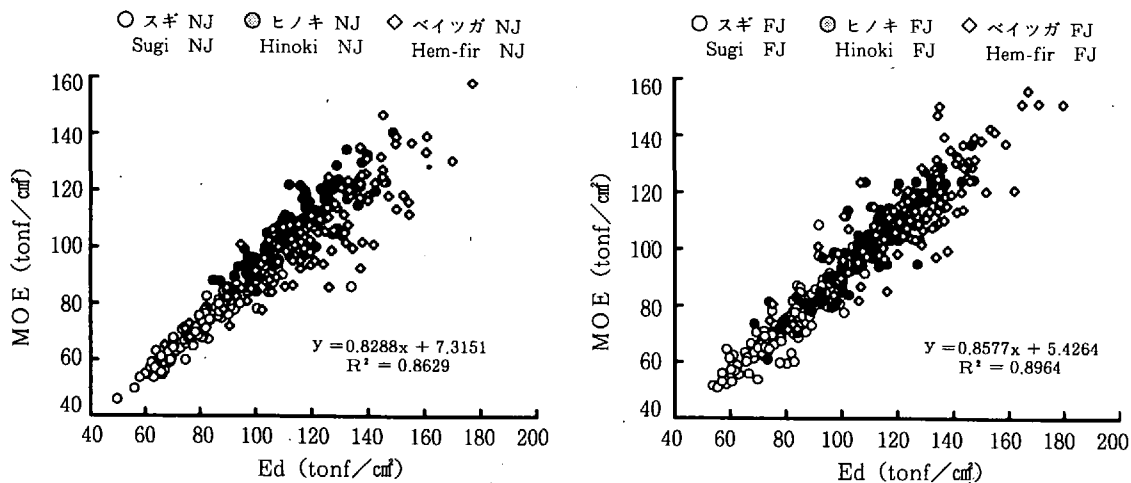 ○ スギ NJ ◍ ヒノキ NJ ◇ ベイツガ NJ
Sugi NJ Hinoki NJ Hem-fir NJ
160
140
120
100
80
60
40
MOE (tonf/c㎡)
y=0.8288x + 7.3151
R² = 0.8629
40 60 80 100 120 140 160 180 200
Ed (tonf/c㎡)
○ スギ FJ ◍ ヒノキ FJ ◇ ベイツガ FJ
Sugi FJ Hinoki FJ Hem-fir FJ
160
140
120
100
80
60
40
MOE (tonf/c㎡)
y=0.8577x + 5.4264
R² = 0.8964
40 60 80 100 120 140 160 180 200
Ed (tonf/c㎡)